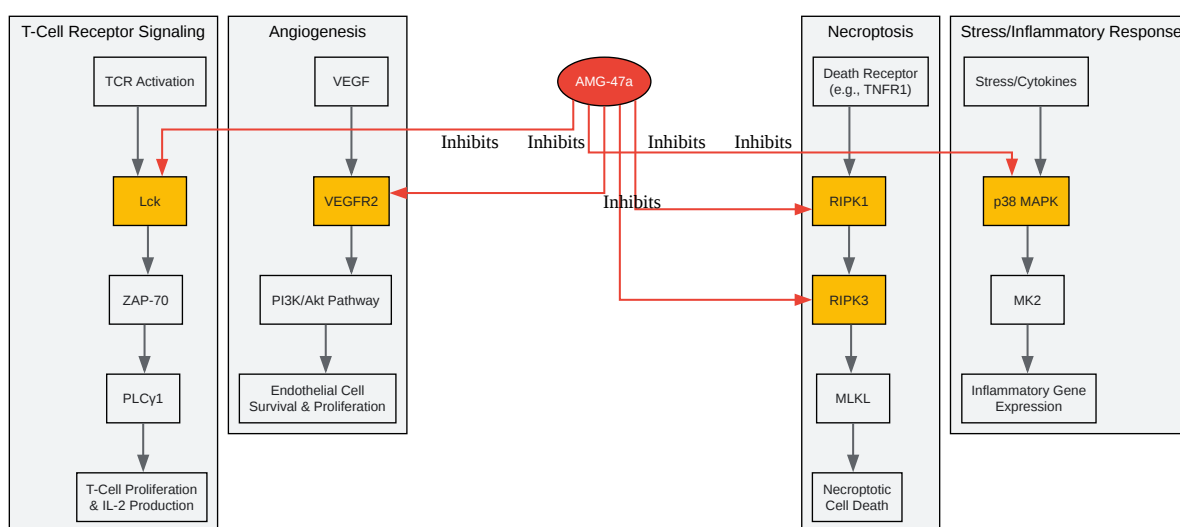 T-Cell Receptor Signaling
TCR Activation
Lck
ZAP-70
PLCγ1
T-Cell Proliferation
& IL-2 Production
Angiogenesis
VEGF
VEGFR2
PI3K/Akt Pathway
Endothelial Cell
Survival & Proliferation
AMG-47a
Inhibits
Inhibits
Inhibits
Inhibits
Inhibits
Necroptosis
Death Receptor
(e.g., TNFR1)
RIPK1
RIPK3
MLKL
Necroptotic
Cell Death
Stress/Inflammatory Response
Stress/Cytokines
p38 MAPK
MK2
Inflammatory Gene
Expression